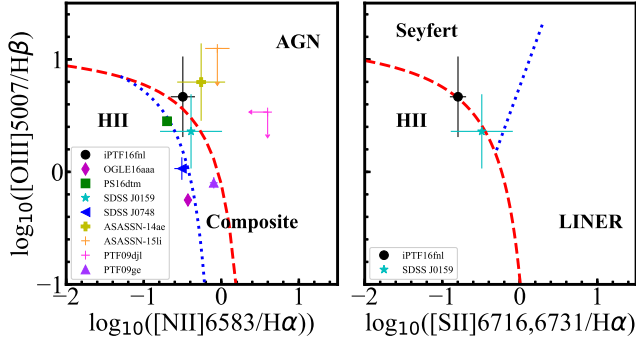 log₁₀([OIII]5007/Hβ)
1
0
−1
AGN
HII
Composite
iPTF16fnl
OGLE16aaa
PS16dtm
SDSS J0159
SDSS J0748
ASASSN-14ae
ASASSN-15li
PTF09djl
PTF09ge
−2 −1 0 1
log₁₀([NII]6583/Hα))
Seyfert
HII
LINER
iPTF16fnl
SDSS J0159
−1 0 1
log₁₀([SII]6716,6731/Hα)